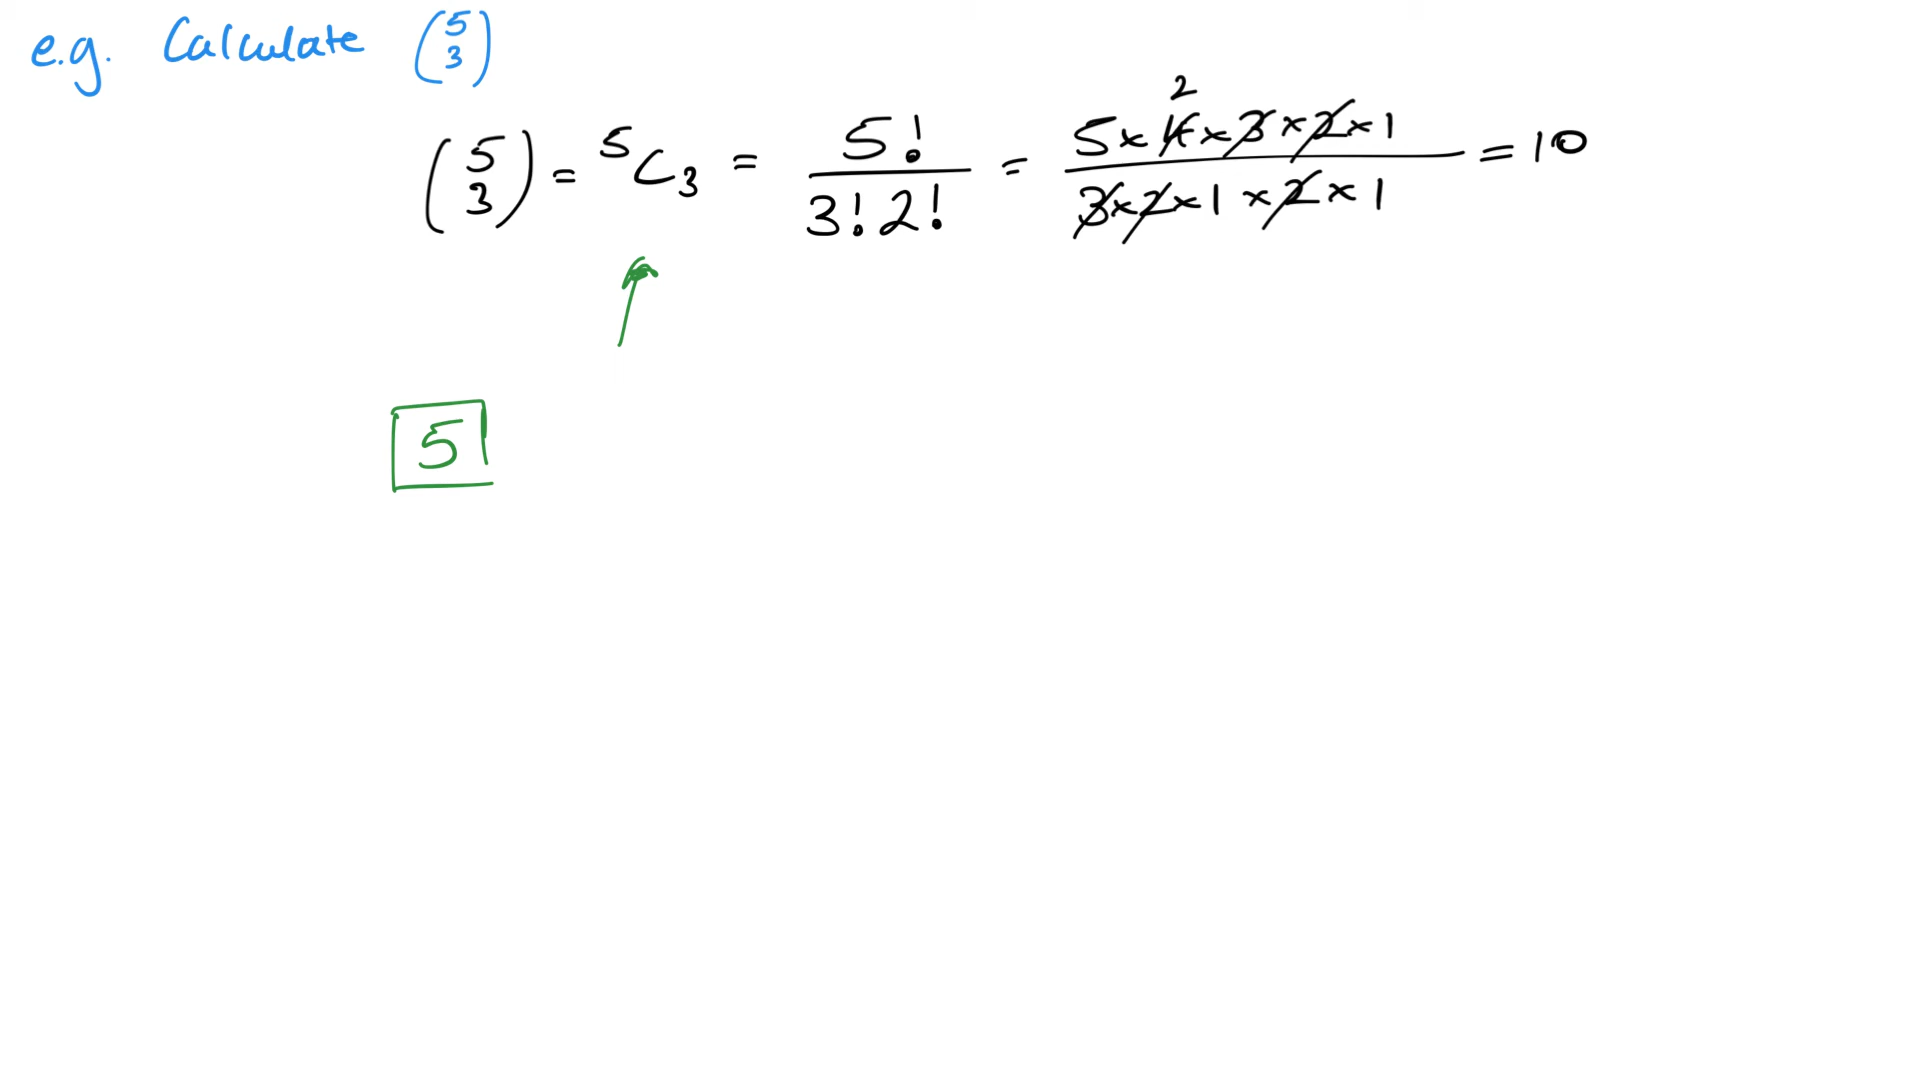 e.g. Calculate (5 3)
(5 3) = ⁵C₃ = 5! / 3! 2! = 5 × 4 2 × 3 × 2 × 1 / 3 × 2 × 1 × 2 × 1 = 10
5